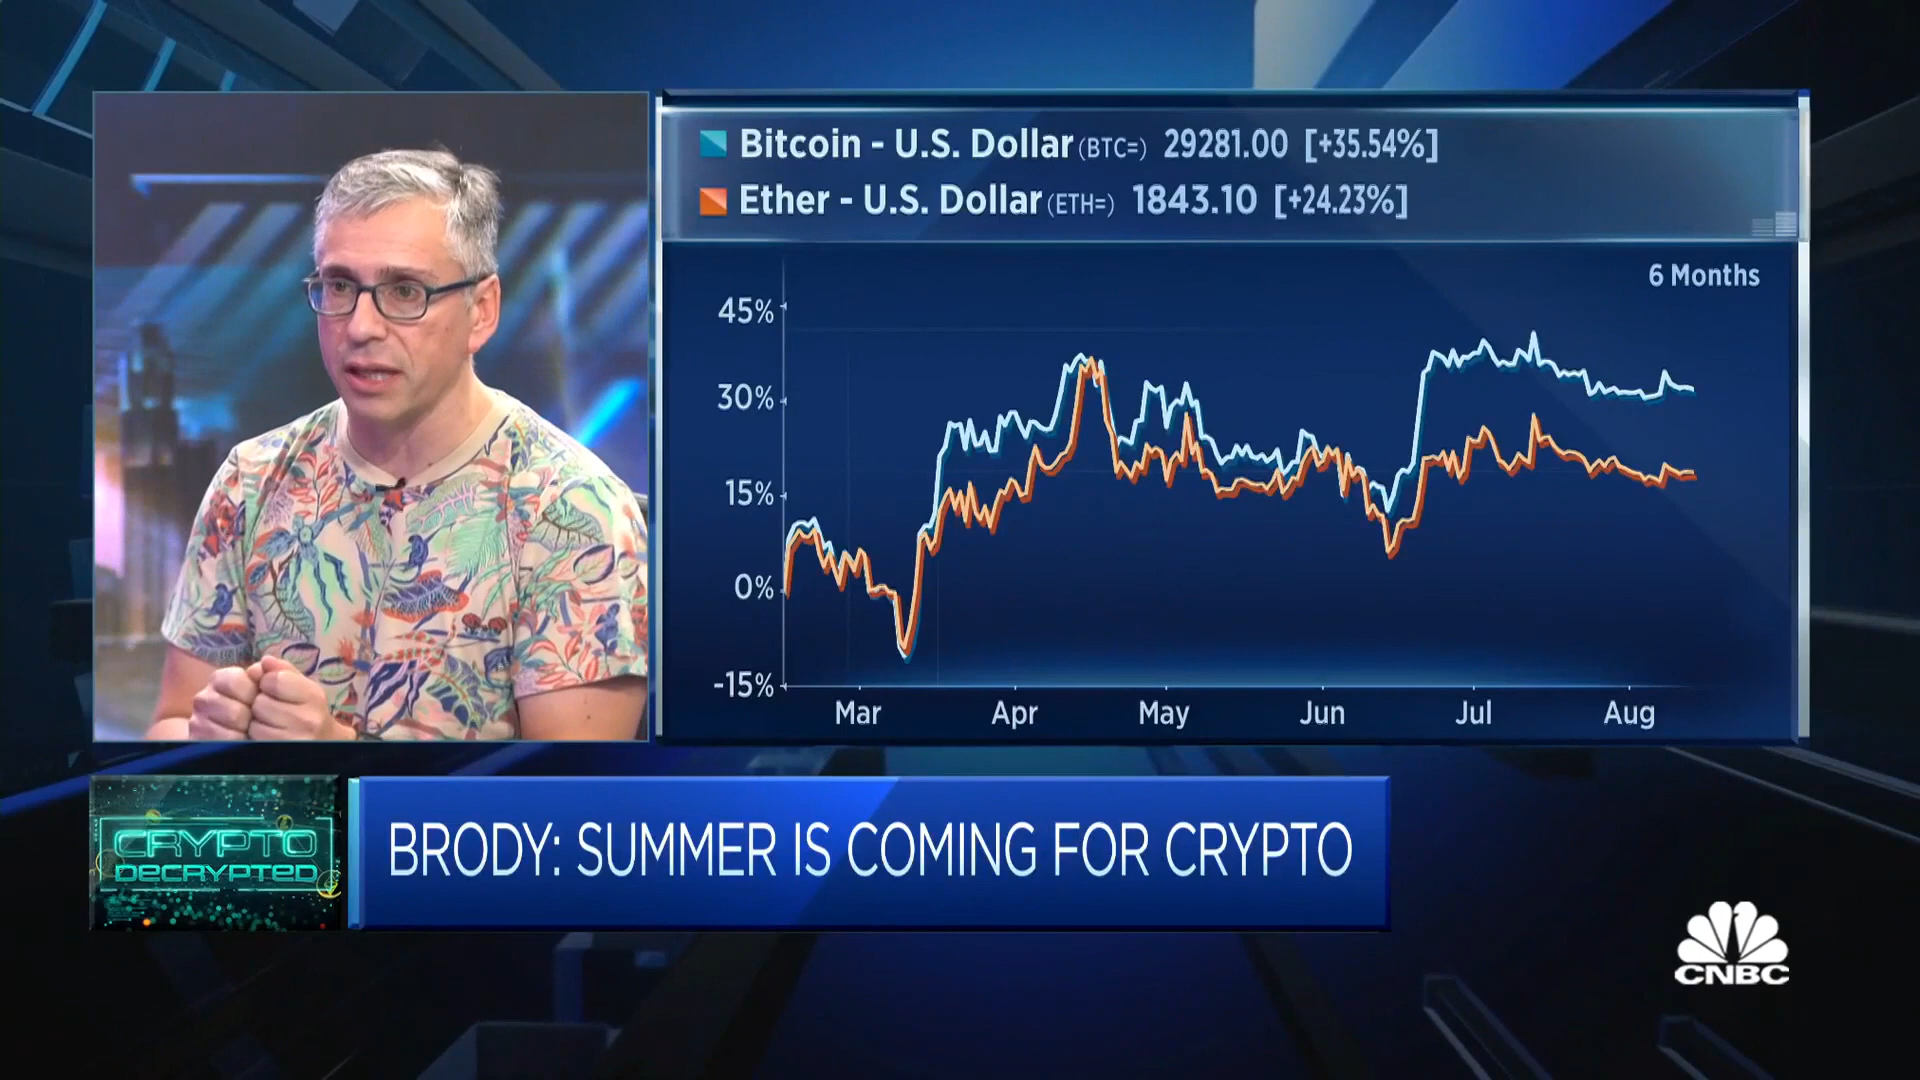 Bitcoin - U.S. Dollar (BTC=) 29281.00 [+35.54%]
Ether - U.S. Dollar (ETH=) 1843.10 [+24.23%]
6 Months
45%
30%
15%
0%
-15%
Mar Apr May Jun Jul Aug
CRYPTO
DECRYPTED
BRODY: SUMMER IS COMING FOR CRYPTO
CNBC